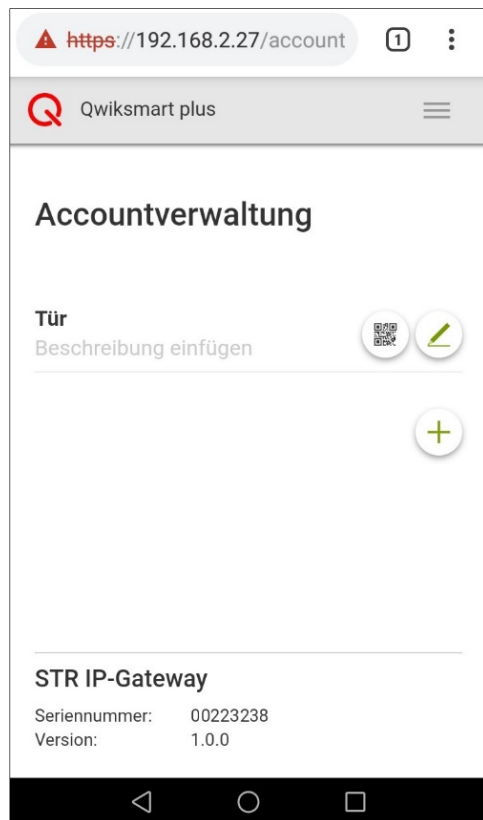 https://192.168.2.27/account 1
Qwiksmart plus
Accountverwaltung
Tür
Beschreibung einfügen
STR IP-Gateway
Seriennummer: 00223238
Version: 1.0.0